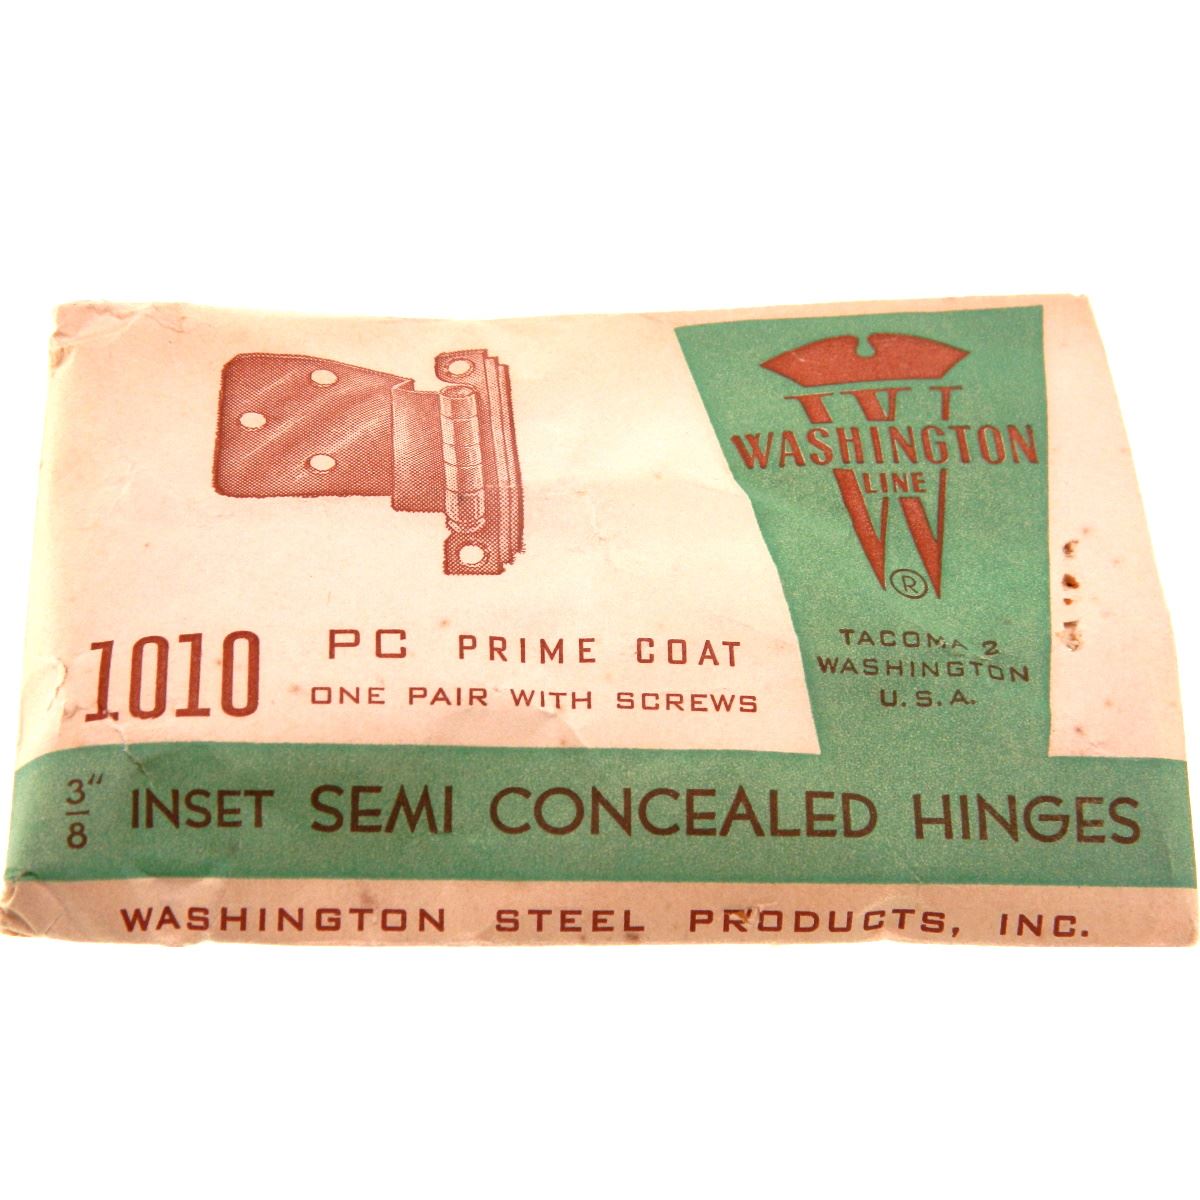 W
WASHINGTON
LINE
®
TACOMA 2
WASHINGTON
U.S.A.
1010 PC PRIME COAT
ONE PAIR WITH SCREWS
3/8" INSET SEMI CONCEALED HINGES
WASHINGTON STEEL PRODUCTS, INC.